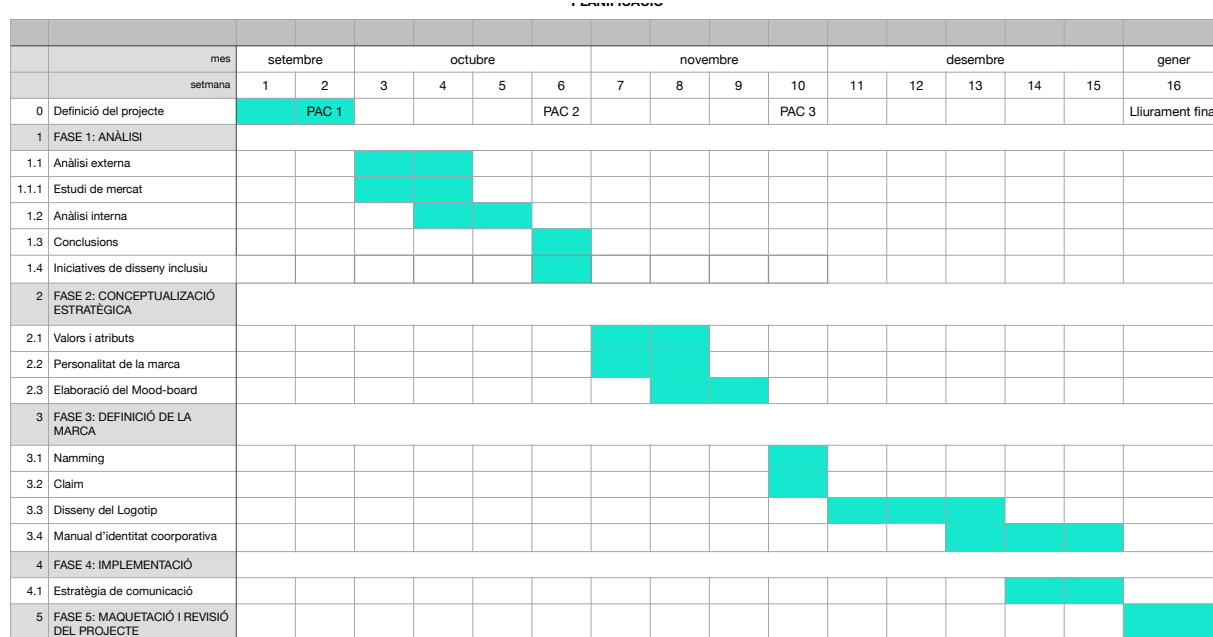 PLANIFICACIÓ
mes setembre octubre novembre desembre gener
setmana 1 2 3 4 5 6 7 8 9 10 11 12 13 14 15 16
0 Definició del projecte PAC 1 PAC 2 PAC 3 Lliurament fina
1 FASE 1: ANÀLISI
1.1 Anàlisi externa
1.1.1 Estudi de mercat
1.2 Anàlisi interna
1.3 Conclusions
1.4 Iniciatives de disseny inclusiu
2 FASE 2: CONCEPTUALIZACIÓ
ESTRATÈGICA
2.1 Valors i atributs
2.2 Personalitat de la marca
2.3 Elaboració del Mood-board
3 FASE 3: DEFINICIÓ DE LA
MARCA
3.1 Namming
3.2 Claim
3.3 Disseny del Logotip
3.4 Manual d’identitat coorporativa
4 FASE 4: IMPLEMENTACIÓ
4.1 Estratègia de comunicació
5 FASE 5: MAQUETACIÓ I REVISIÓ
DEL PROJECTE